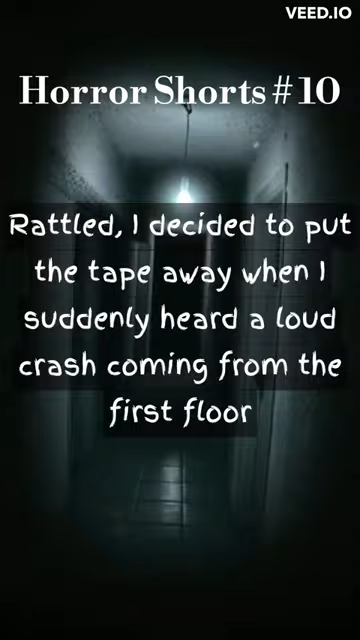 VEED.IO
Horror Shorts #10
Rattled, I decided to put
the tape away when I
suddenly heard a loud
crash coming from the
first floor